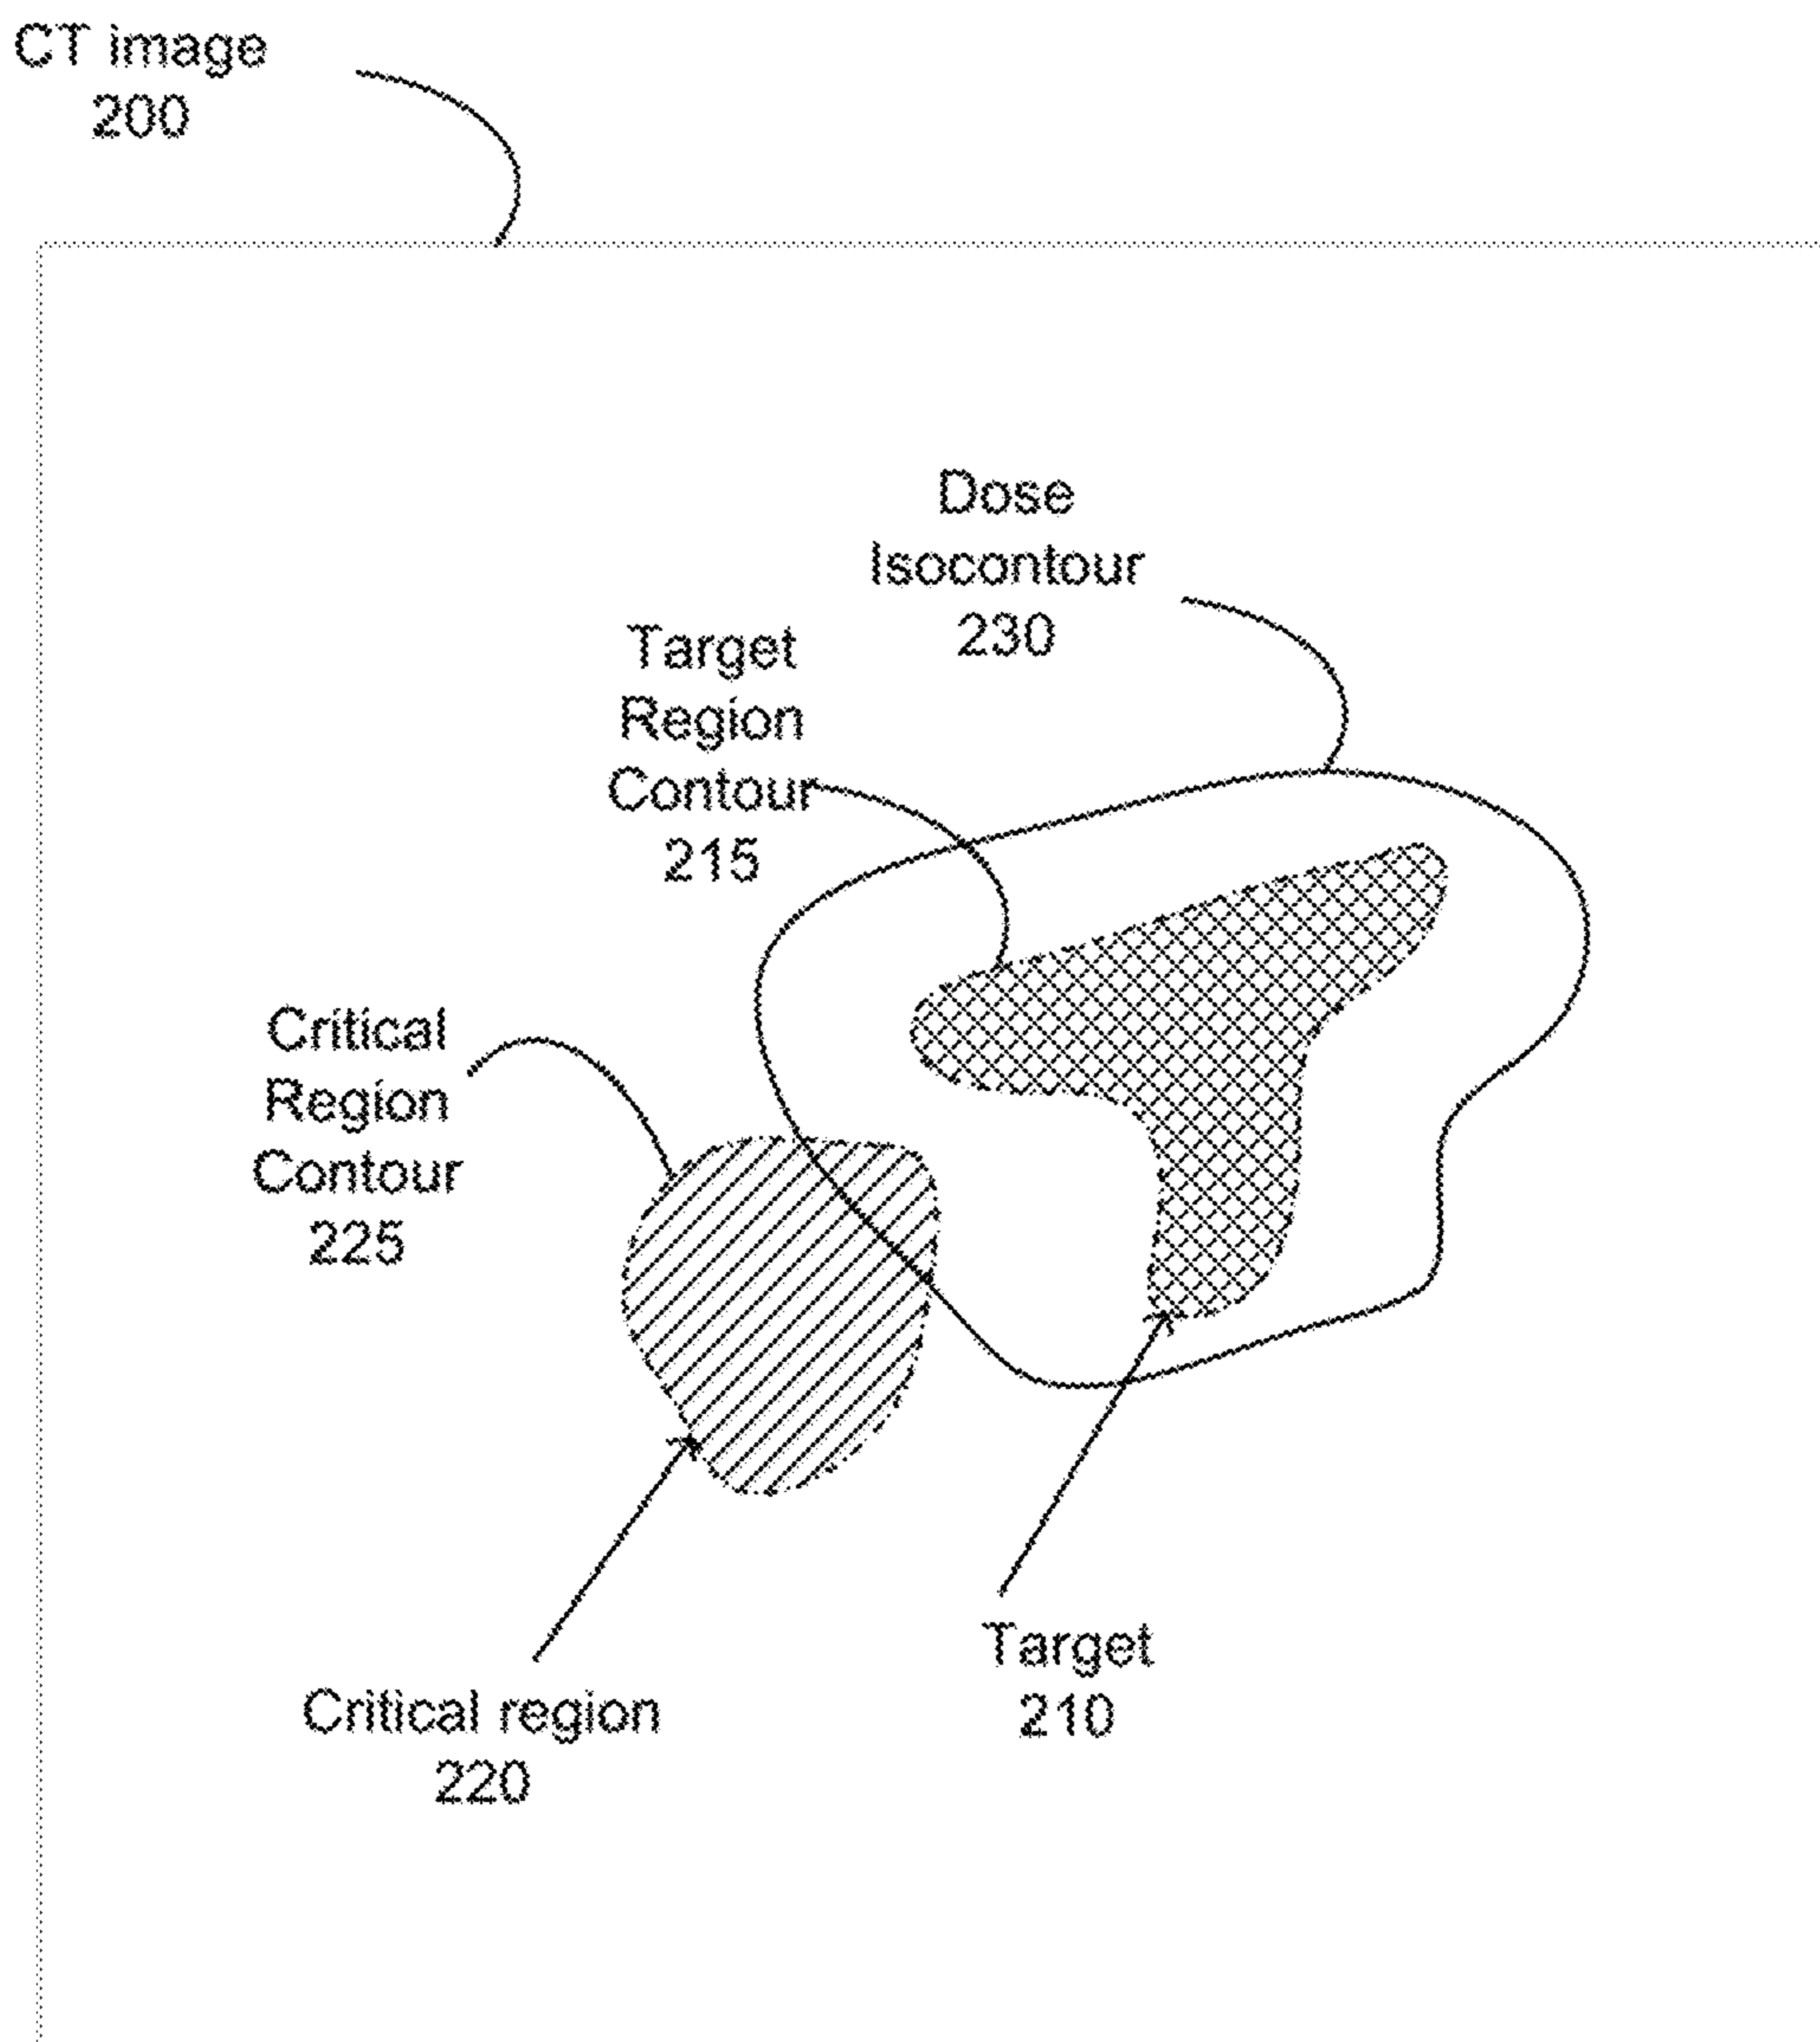 CT image
200
Dose
Isocontour
230
Target
Region
Contour
215
Critical
Region
Contour
225
Target
210
Critical region
220